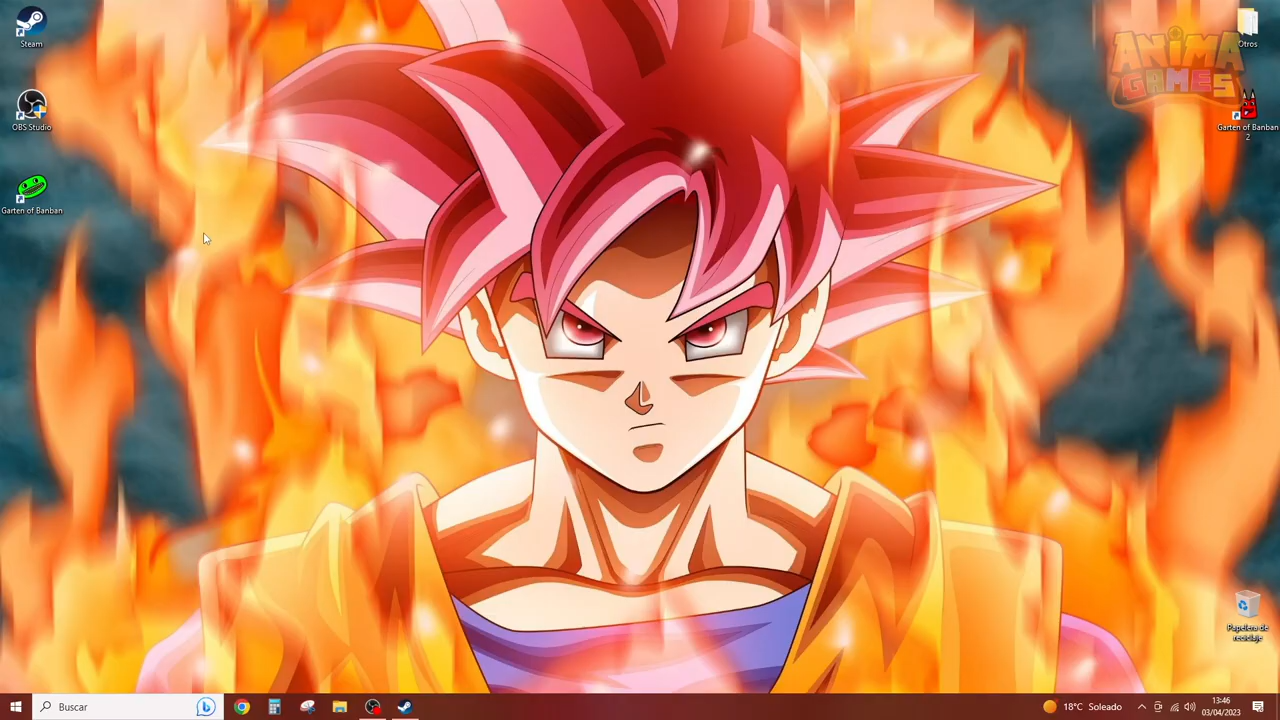 Steam
OBS Studio
Garten of Banban
ANIMA
GAMES
Otros
Garten of Banban
2
Papelera de
reciclaje
Buscar
18°C Soleado
13:46
03/04/2023